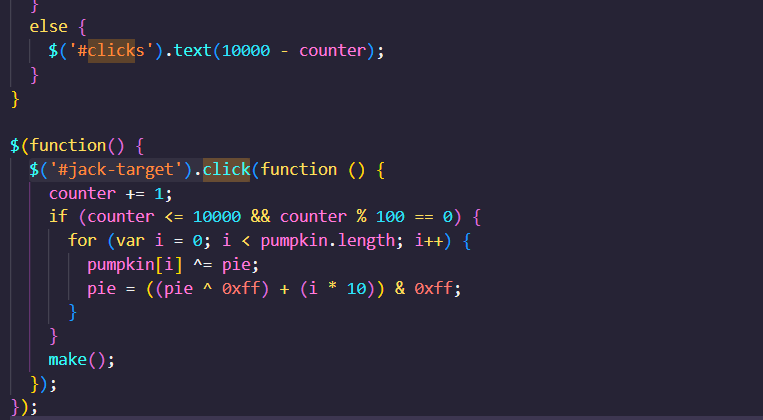 }
else {
$('#clicks').text(10000 - counter);
}
}
$(function() {
$('#jack-target').click(function () {
counter += 1;
if (counter <= 10000 && counter % 100 == 0) {
for (var i = 0; i < pumpkin.length; i++) {
pumpkin[i] ^= pie;
pie = ((pie ^ 0xff) + (i * 10)) & 0xff;
}
}
make();
});
});